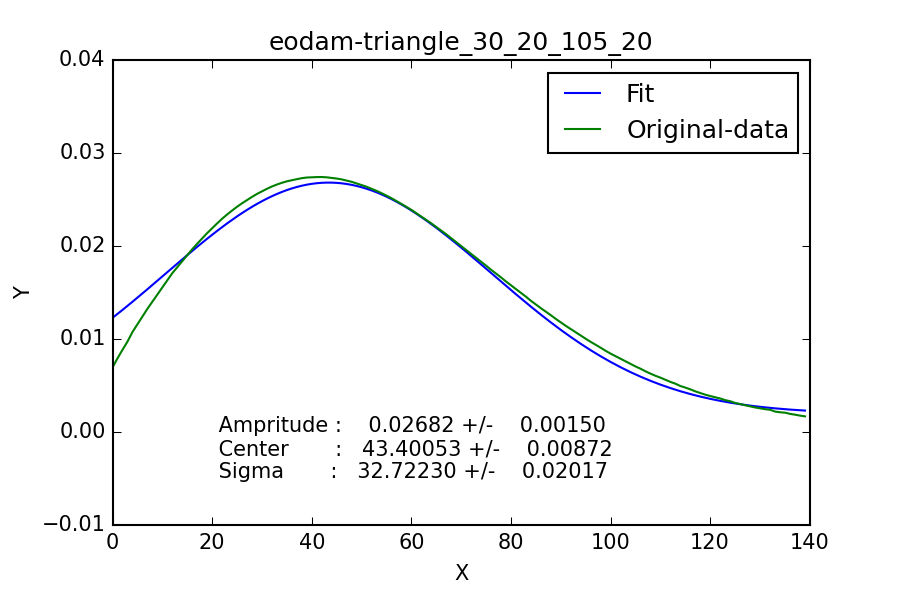 eodam-triangle_30_20_105_20
0.04
0.03
0.02
0.01
0.00
−0.01
Y
Fit
Original-data
Ampritude : 0.02682 +/- 0.00150
Center : 43.40053 +/- 0.00872
Sigma : 32.72230 +/- 0.02017
0 20 40 60 80 100 120 140
X